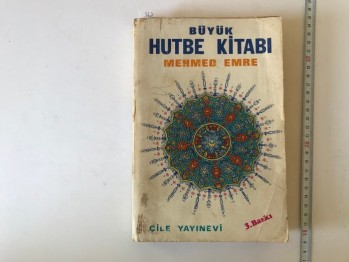 BÜYÜK
HUTBE KİTABI
MEHMED EMRE
ÇİLE YAYINEVİ
3. Baskı